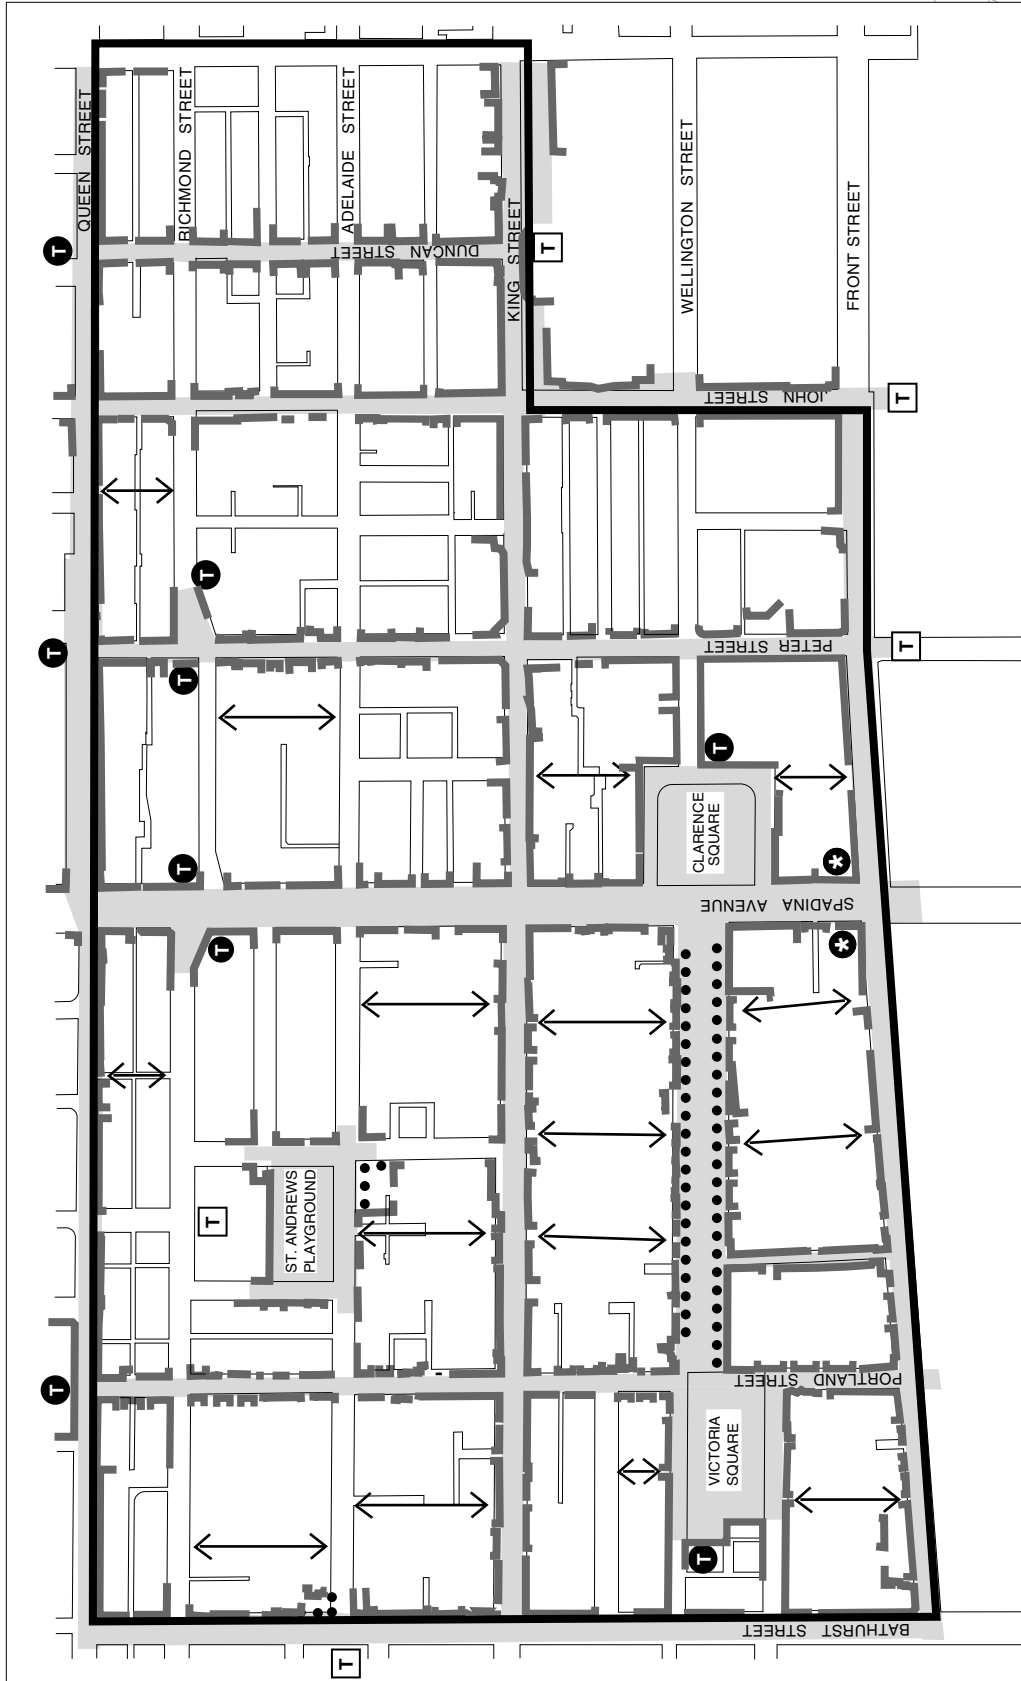 QUEEN STREET
RICHMOND STREET
ADELAIDE STREET
KING STREET
WELLINGTON STREET
FRONT STREET
DUNCAN STREET
JOHN STREET
PETER STREET
SPADINA AVENUE
PORTLAND STREET
BATHURST STREET
CLARENCE
SQUARE
ST. ANDREWS
PLAYGROUND
VICTORIA
SQUARE
T
T
T
T
T
T
T
T
T
T
T
T
T
T